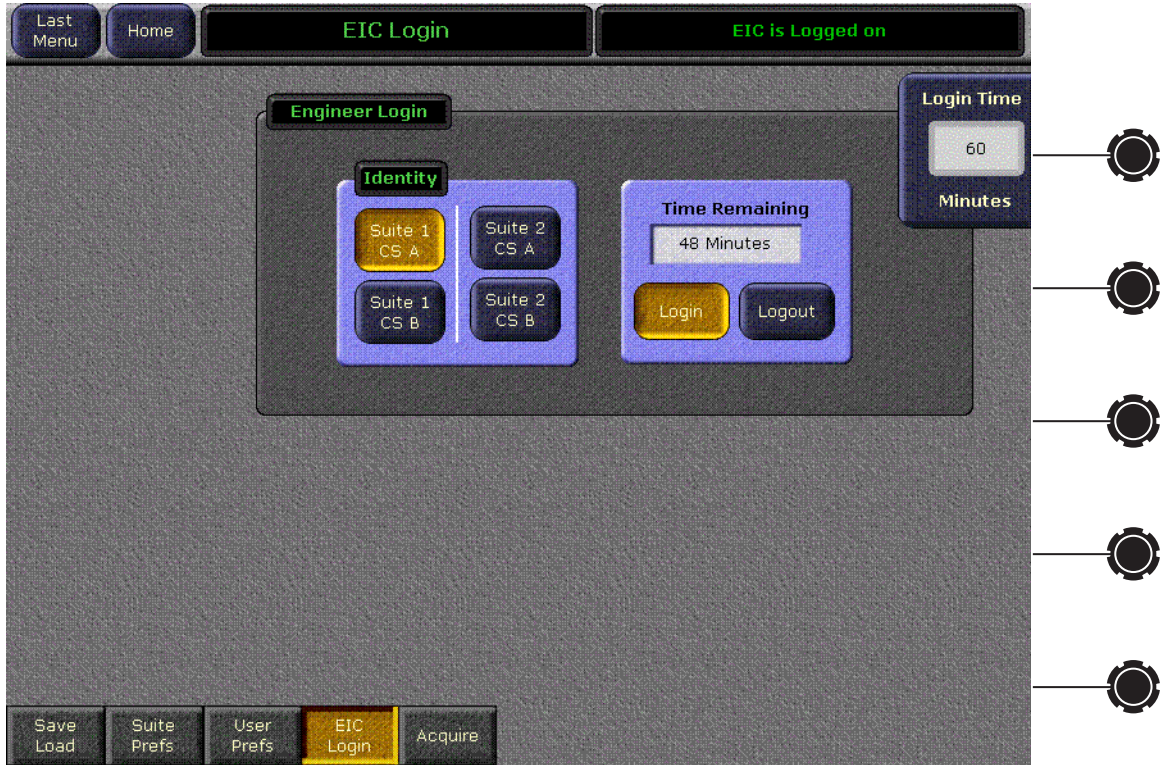 Last
Menu
Home
EIC Login
EIC is Logged on
Engineer Login
Login Time
60
Minutes
Identity
Suite 1
CS A
Suite 2
CS A
Suite 1
CS B
Suite 2
CS B
Time Remaining
48 Minutes
Login
Logout
Save
Load
Suite
Prefs
User
Prefs
EIC
Login
Acquire